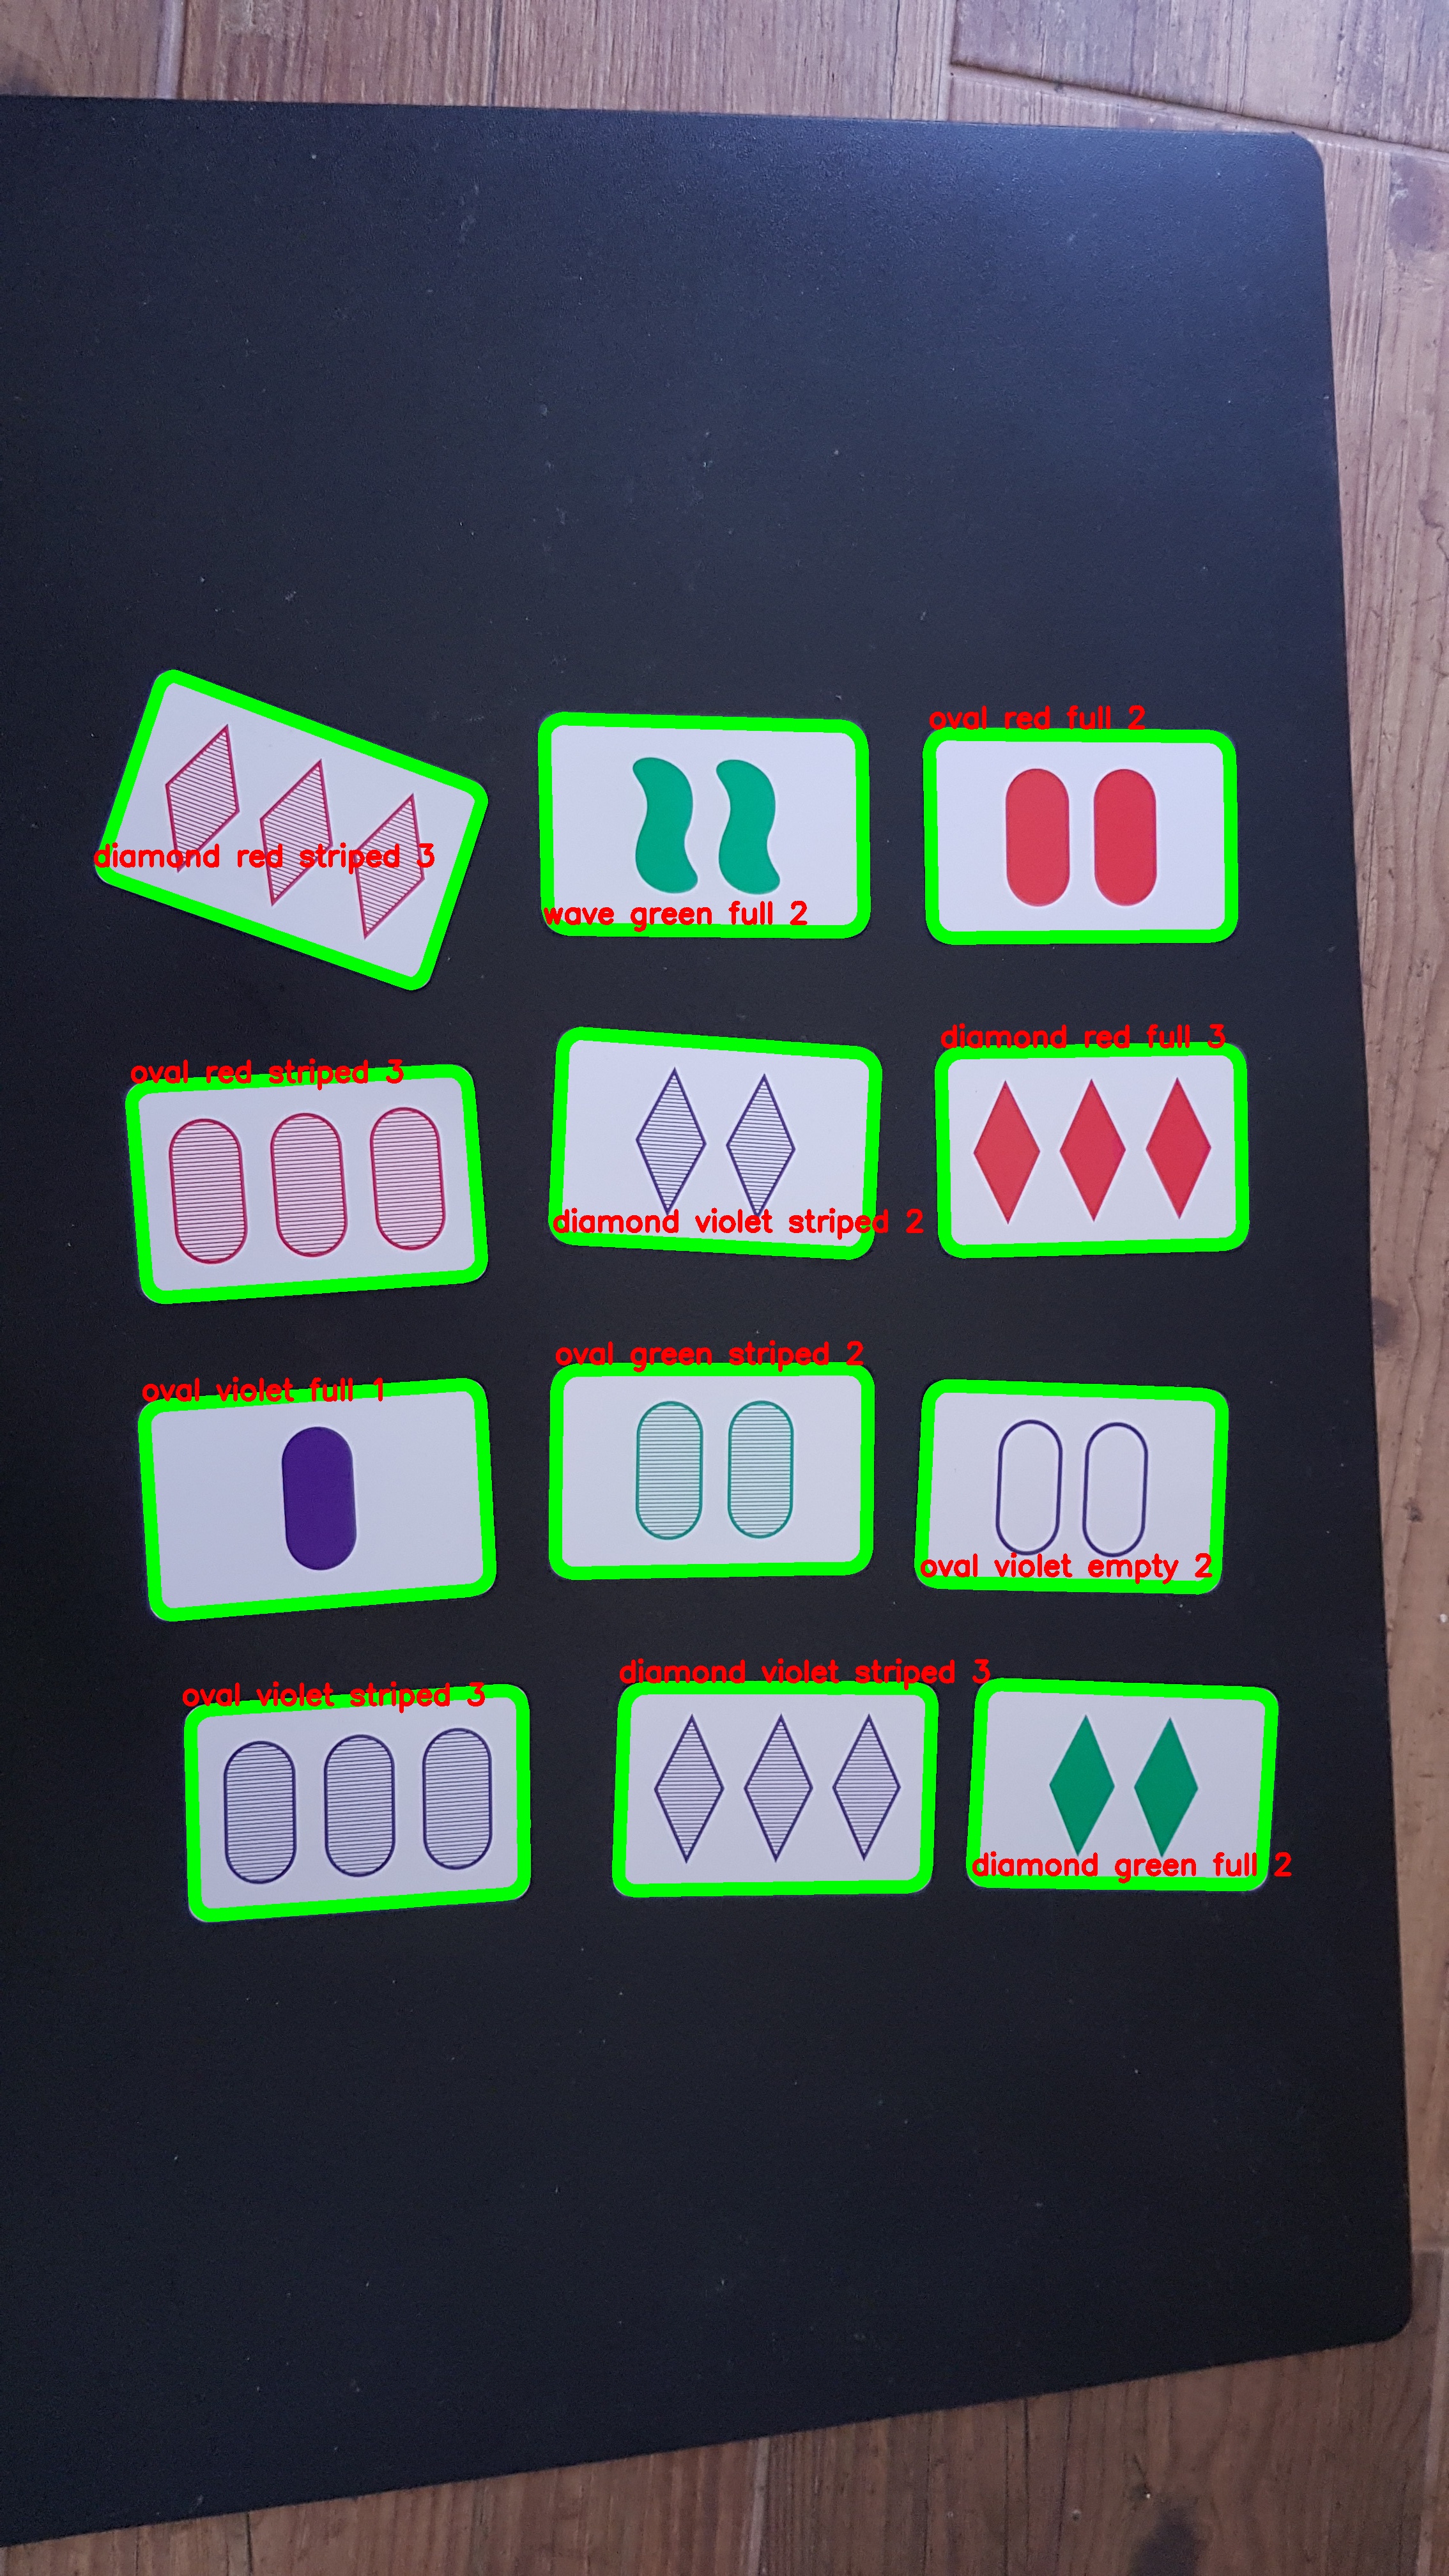 diamond red striped 3
wave green full 2
oval red full 2
oval red striped 3
diamond violet striped 2
diamond red full 3
oval violet full 1
oval green striped 2
oval violet empty 2
oval violet striped 3
diamond violet striped 3
diamond green full 2